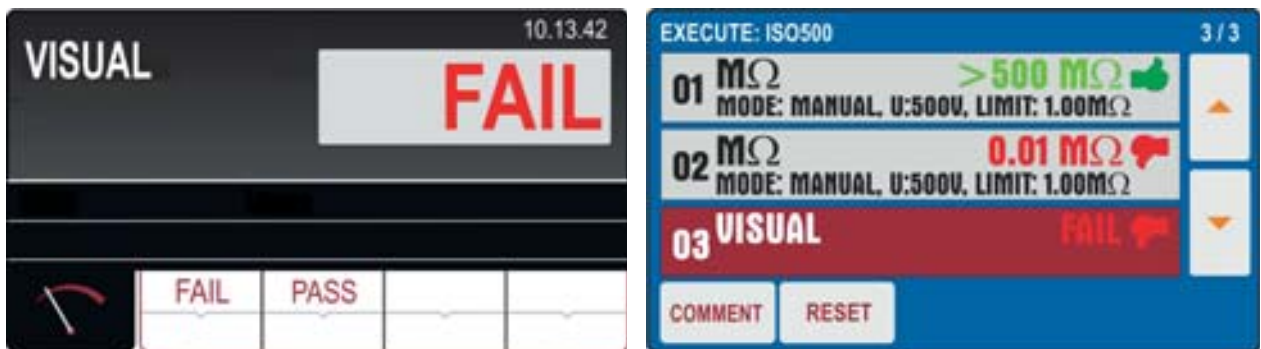 10.13.42
VISUAL
FAIL
FAIL PASS
EXECUTE: ISO500 3 / 3
01 MΩ >500 MΩ
MODE: MANUAL, U:500V, LIMIT: 1.00MΩ
02 MΩ 0.01 MΩ
MODE: MANUAL, U:500V, LIMIT: 1.00MΩ
03 VISUAL FAIL
COMMENT RESET